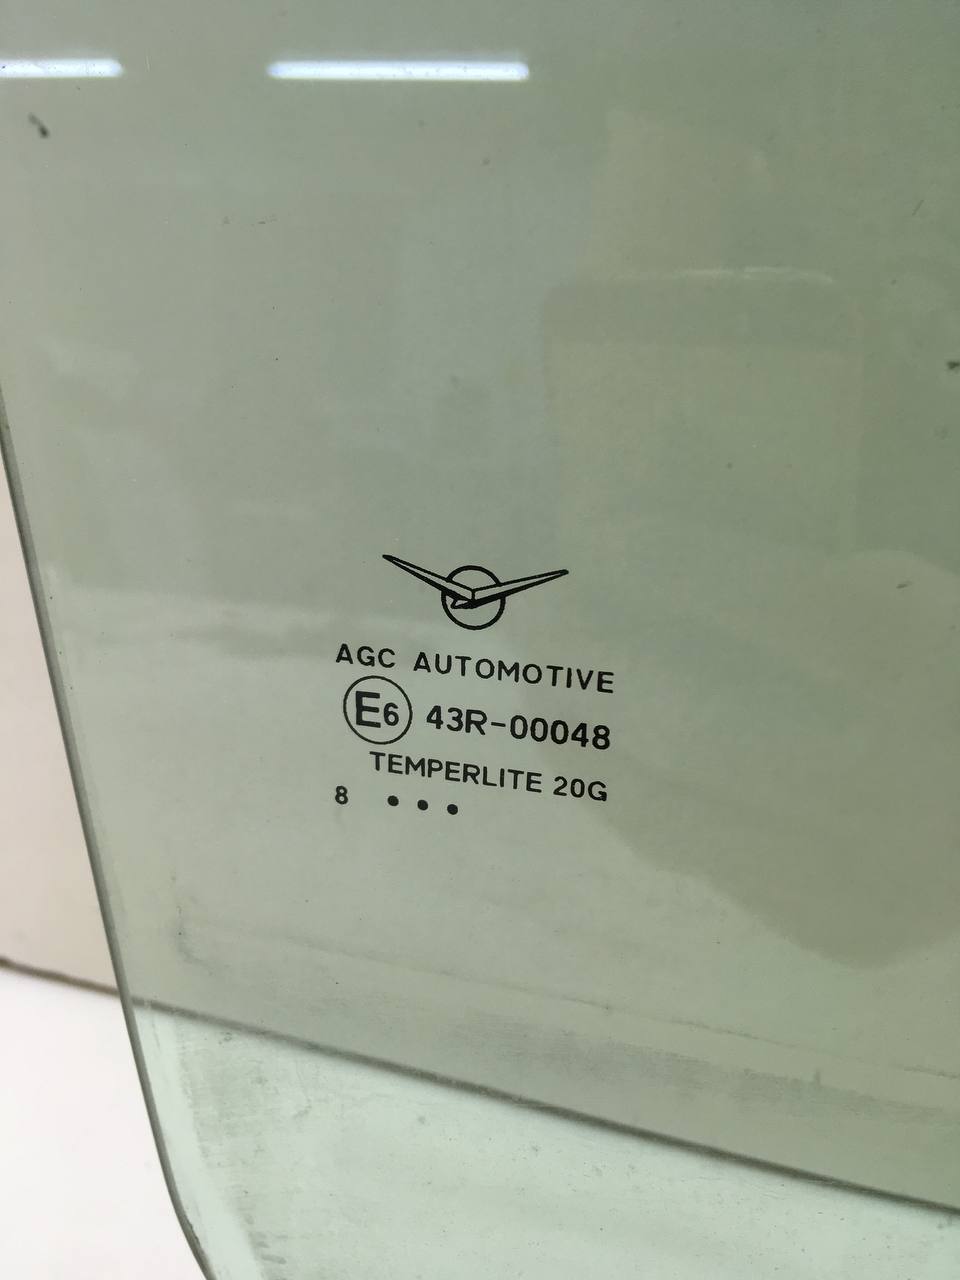 AGC AUTOMOTIVE
E6 43R-00048
TEMPERLITE 20G
8 •••